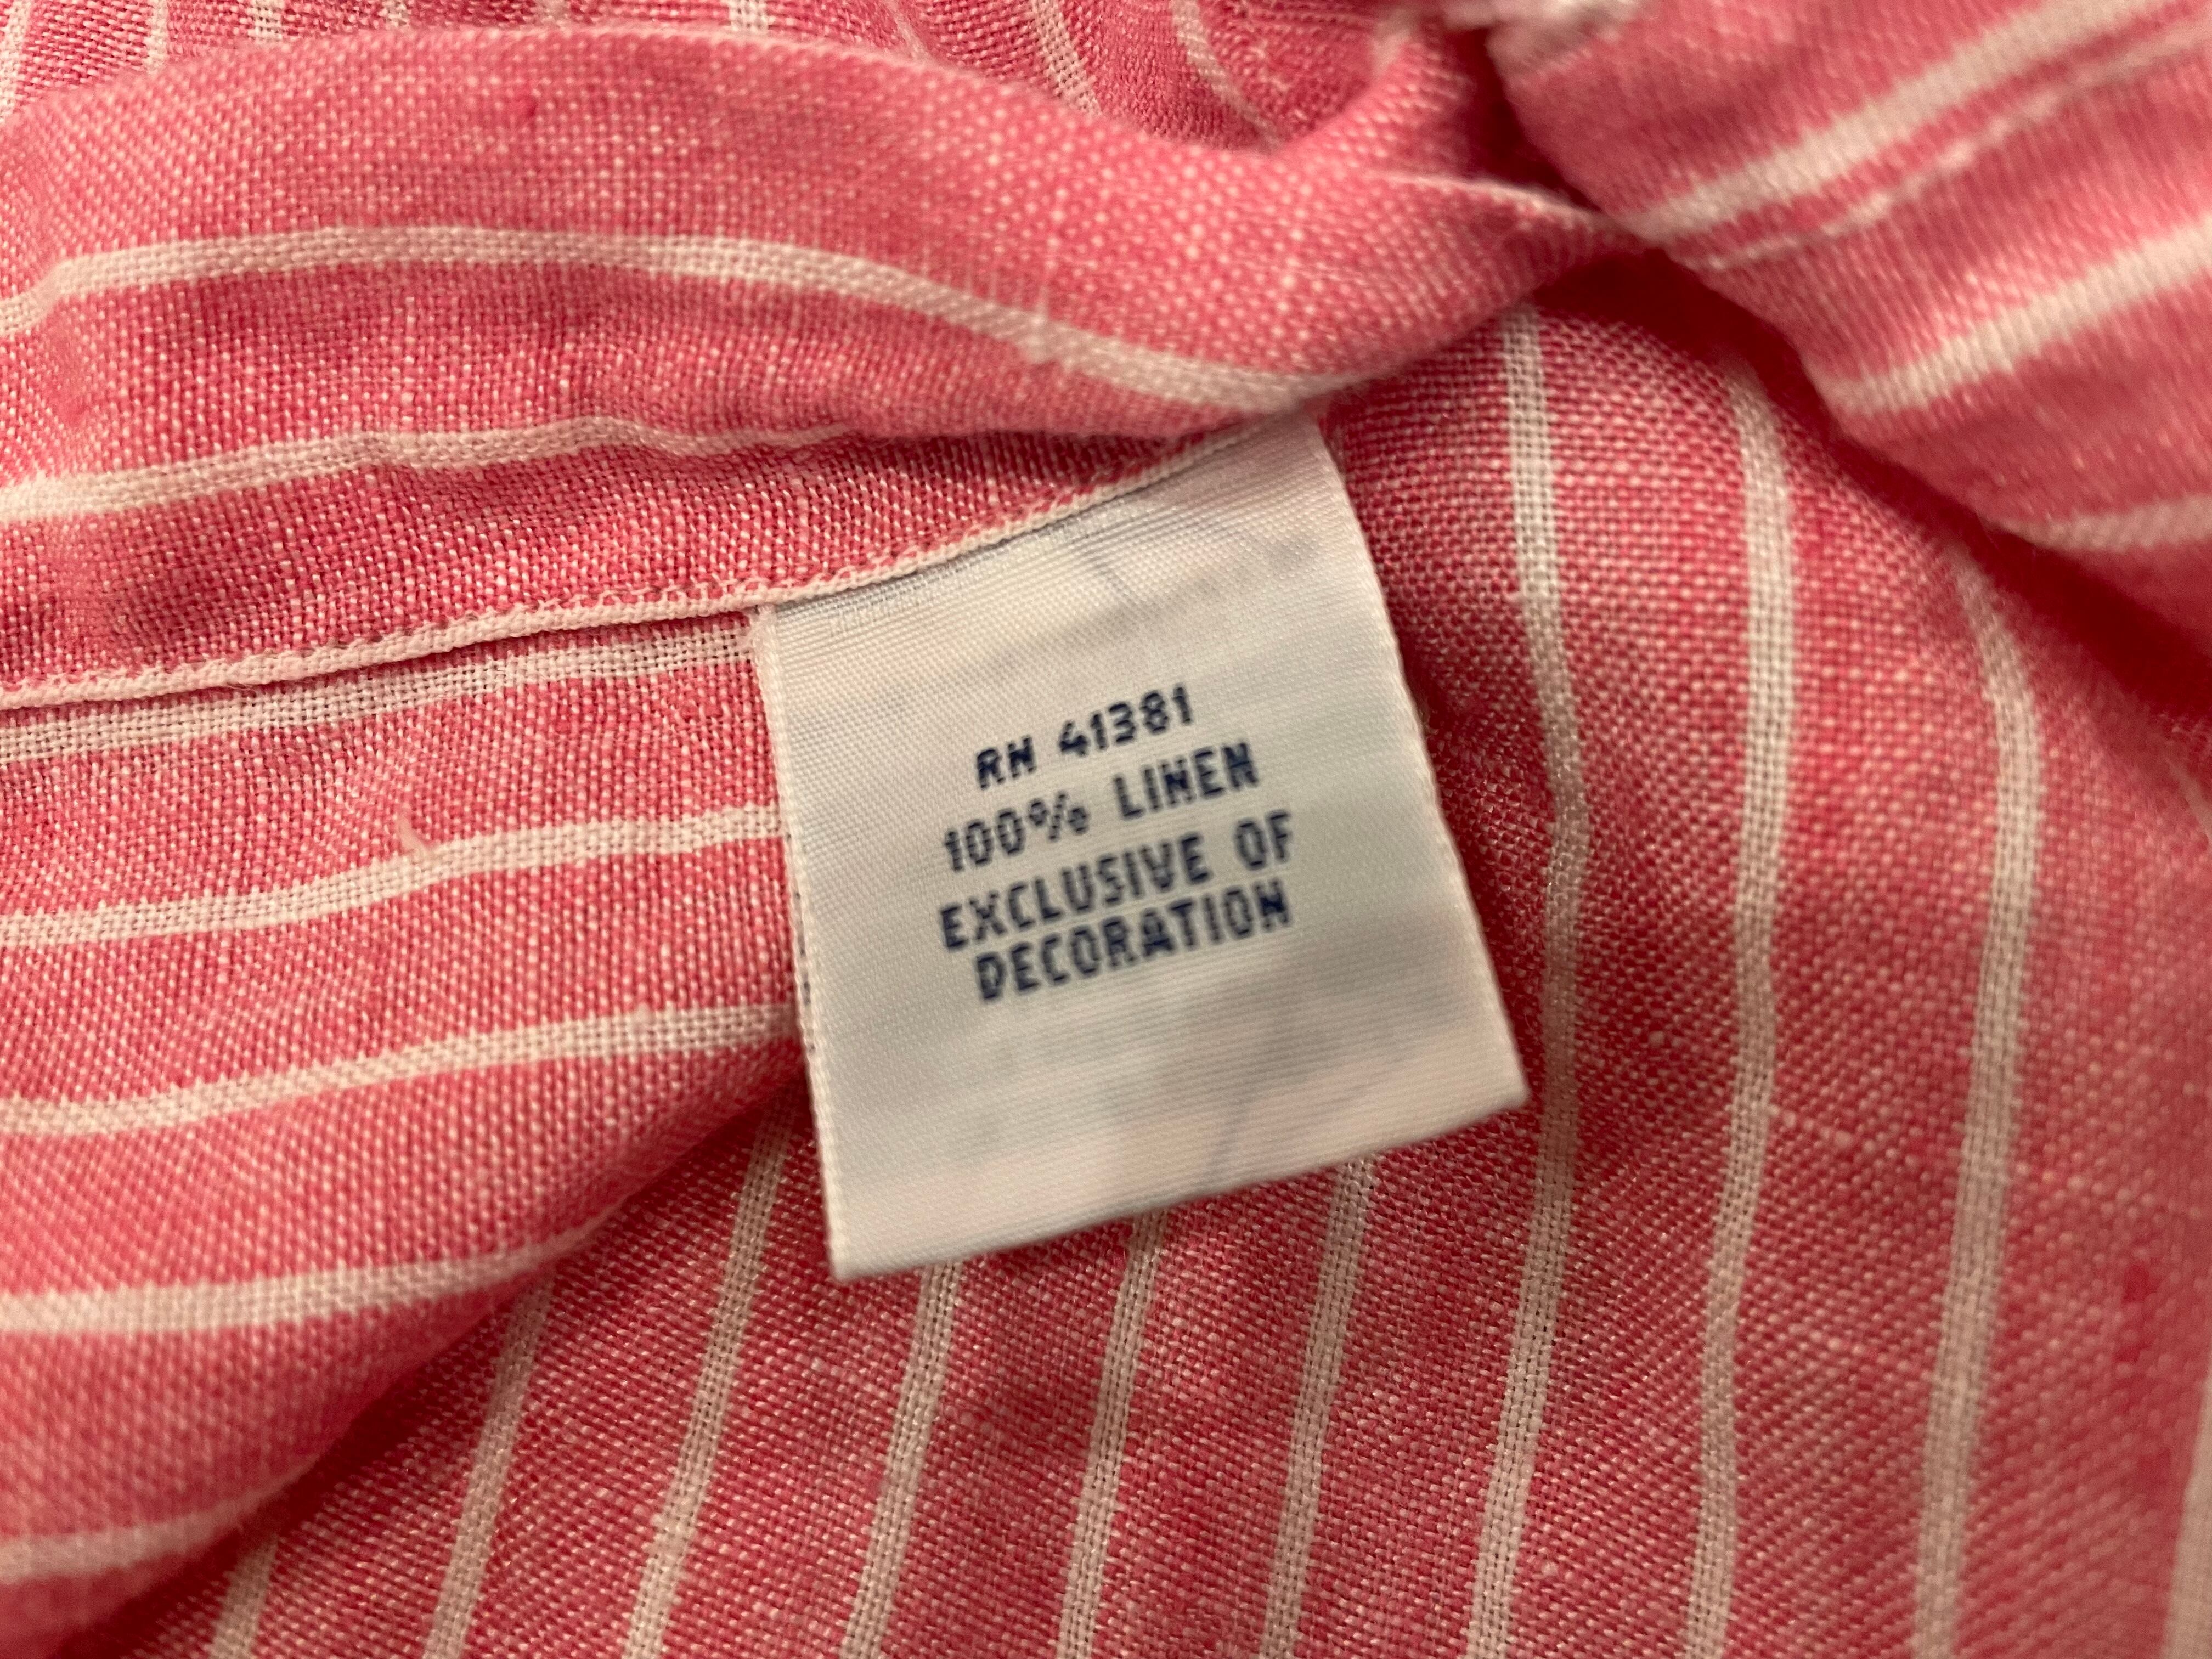 RN 41381
100% LINEN
EXCLUSIVE OF
DECORATION